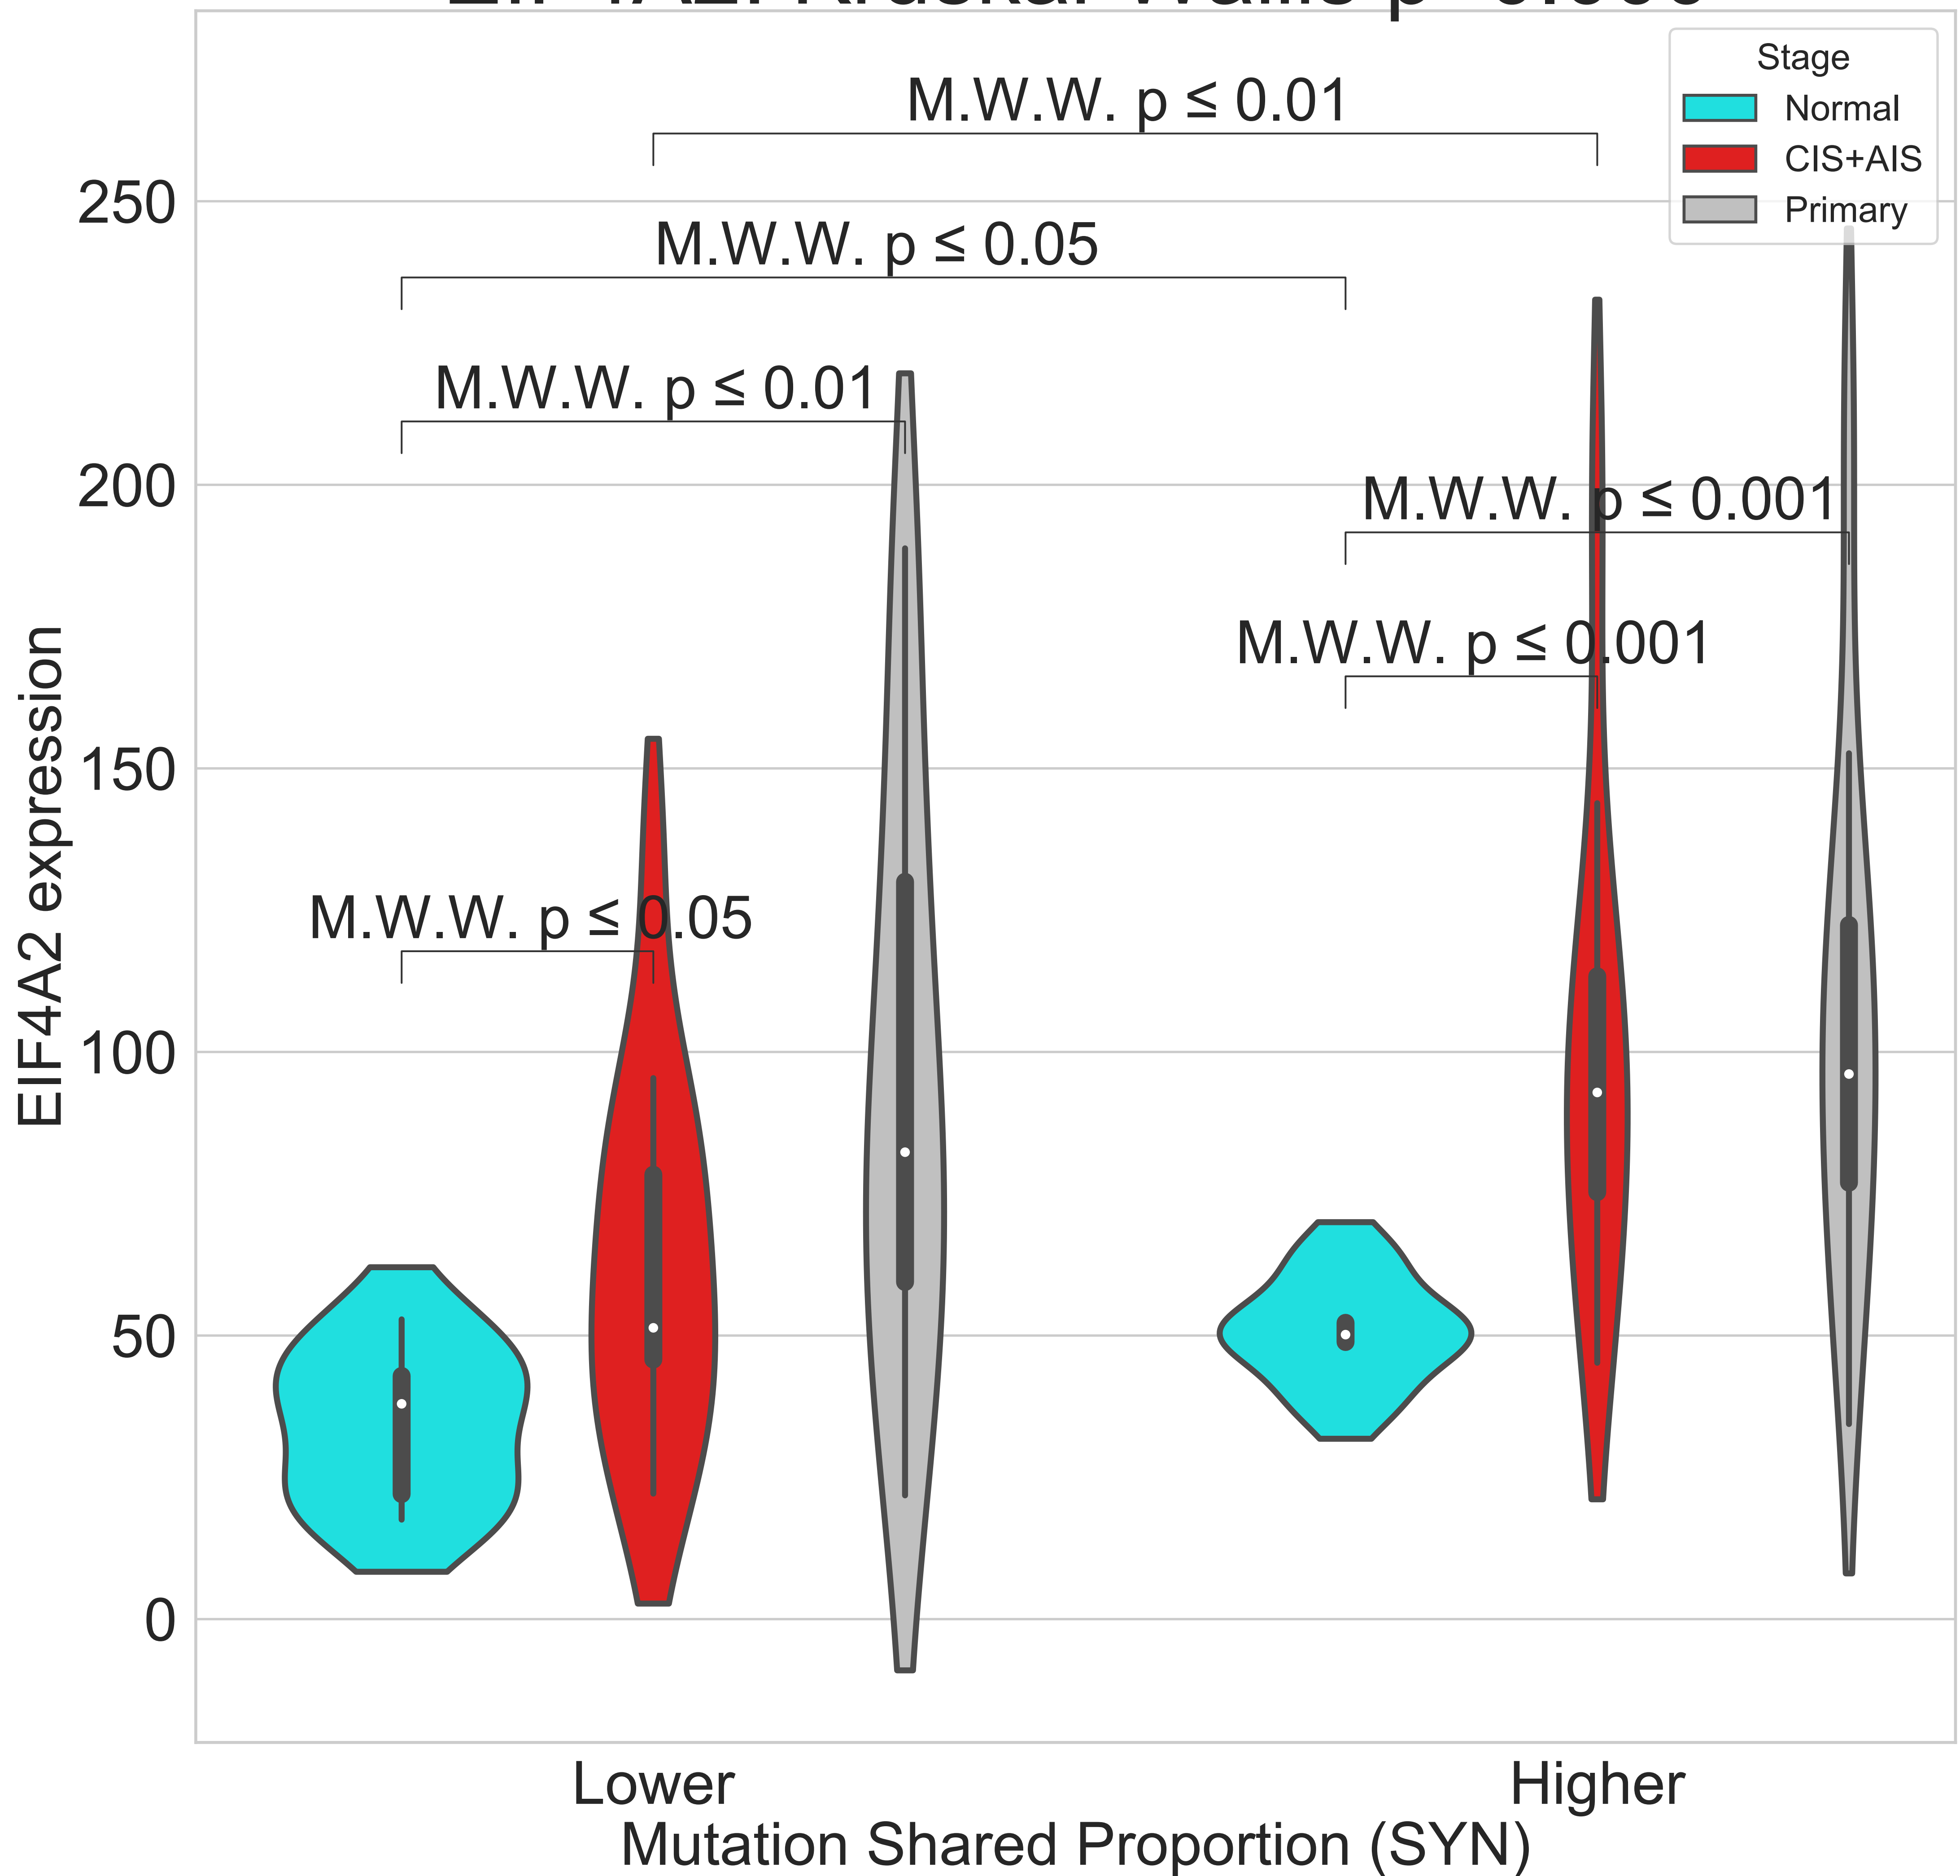 Stage
Normal
CIS+AIS
Primary
M.W.W. p ≤ 0.01
M.W.W. p ≤ 0.05
M.W.W. p ≤ 0.01
M.W.W. p ≤ 0.001
M.W.W. p ≤ 0.001
M.W.W. p ≤ 0.05
EIF4A2 expression
250
200
150
100
50
0
Lower
Higher
Mutation Shared Proportion (SYN)